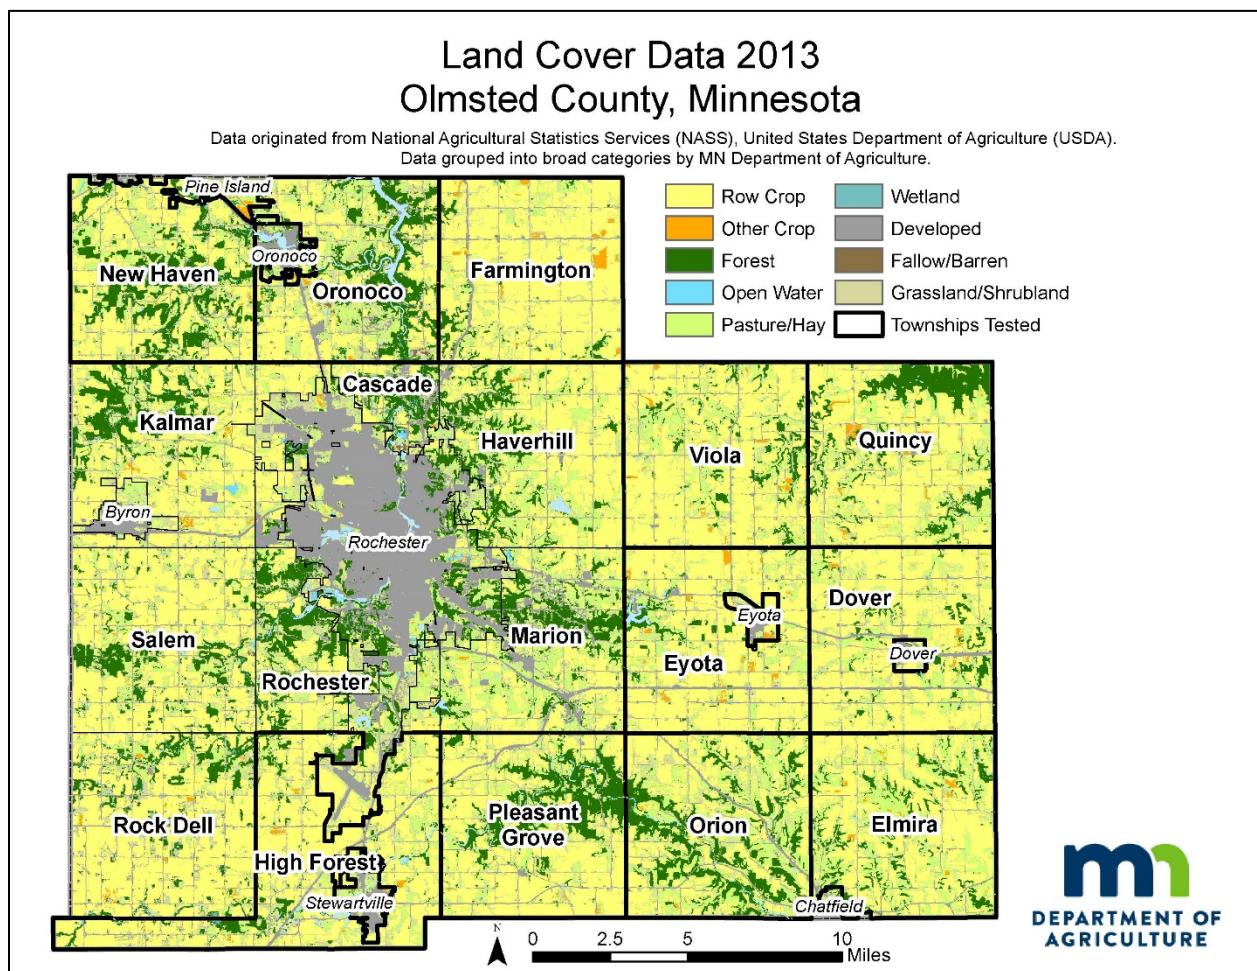 Land Cover Data 2013
Olmsted County, Minnesota
Data originated from National Agricultural Statistics Services (NASS), United States Department of Agriculture (USDA).
Data grouped into broad categories by MN Department of Agriculture.
Row Crop
Other Crop
Forest
Open Water
Pasture/Hay
Wetland
Developed
Fallow/Barren
Grassland/Shrubland
Townships Tested
Pine Island
Oronoco
New Haven
Oronoco
Farmington
Cascade
Kalmar
Haverhill
Viola
Quincy
Byron
Rochester
Dover
Eyota
Salem
Marion
Eyota
Dover
Rochester
Rock Dell
Pleasant
Grove
Orion
Elmira
High Forest
Stewartville
Chatfield
N
0 2.5 5 10
Miles
mn
DEPARTMENT OF
AGRICULTURE